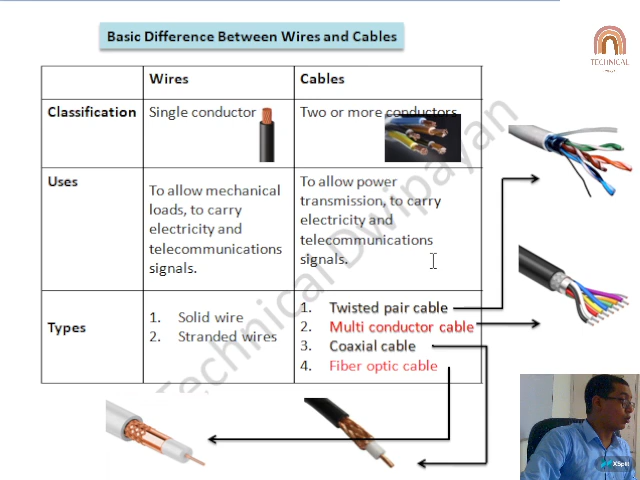 Basic Difference Between Wires and Cables
TECHNICAL
Wires
Cables
Classification
Single conductor
Two or more conductors
Uses
To allow mechanical
loads, to carry
electricity and
telecommunications
signals.
To allow power
transmission, to carry
electricity and
telecommunications
signals.
Types
1. Solid wire
2. Stranded wires
1. Twisted pair cable
2. Multi conductor cable
3. Coaxial cable
4. Fiber optic cable
Technical Dwipayan
XSplit